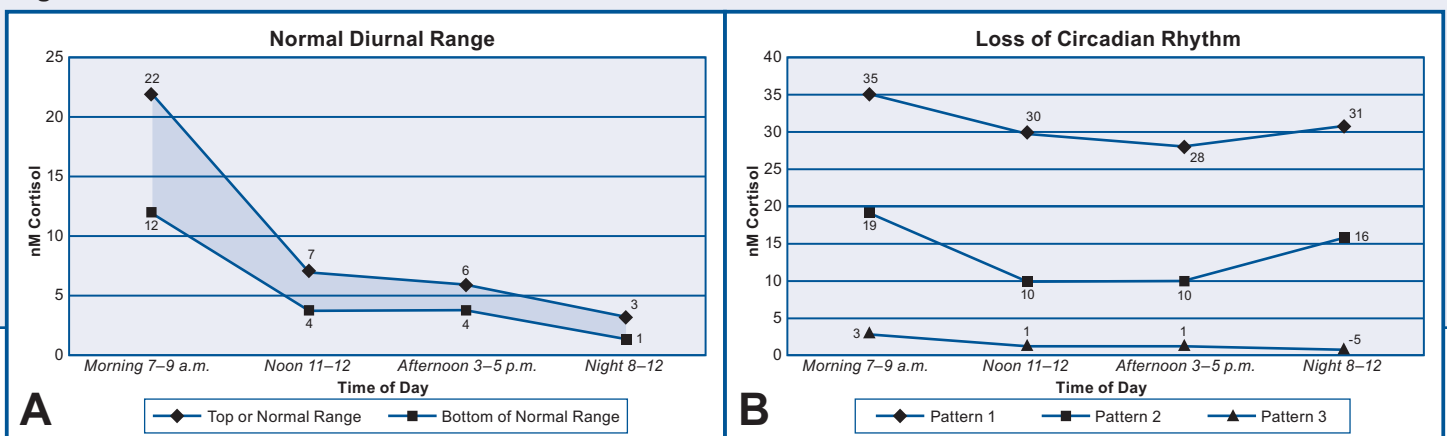 Normal Diurnal Range
nM Cortisol
25
20
15
10
5
0
22
12
7
4
6
4
3
1
Morning 7–9 a.m.
Noon 11–12
Afternoon 3–5 p.m.
Night 8–12
Time of Day
A
Top or Normal Range
Bottom of Normal Range
Loss of Circadian Rhythm
nM Cortisol
40
35
30
25
20
15
10
5
0
35
30
28
31
19
10
10
16
3
1
1
-5
Morning 7–9 a.m.
Noon 11–12
Afternoon 3–5 p.m.
Night 8–12
Time of Day
B
Pattern 1
Pattern 2
Pattern 3